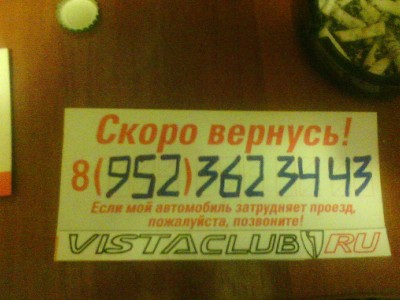 Скоро вернусь!
8(952)362 34 43
Если мой автомобиль затрудняет проезд,
пожалуйста, позвоните!
VISTACLUB RU